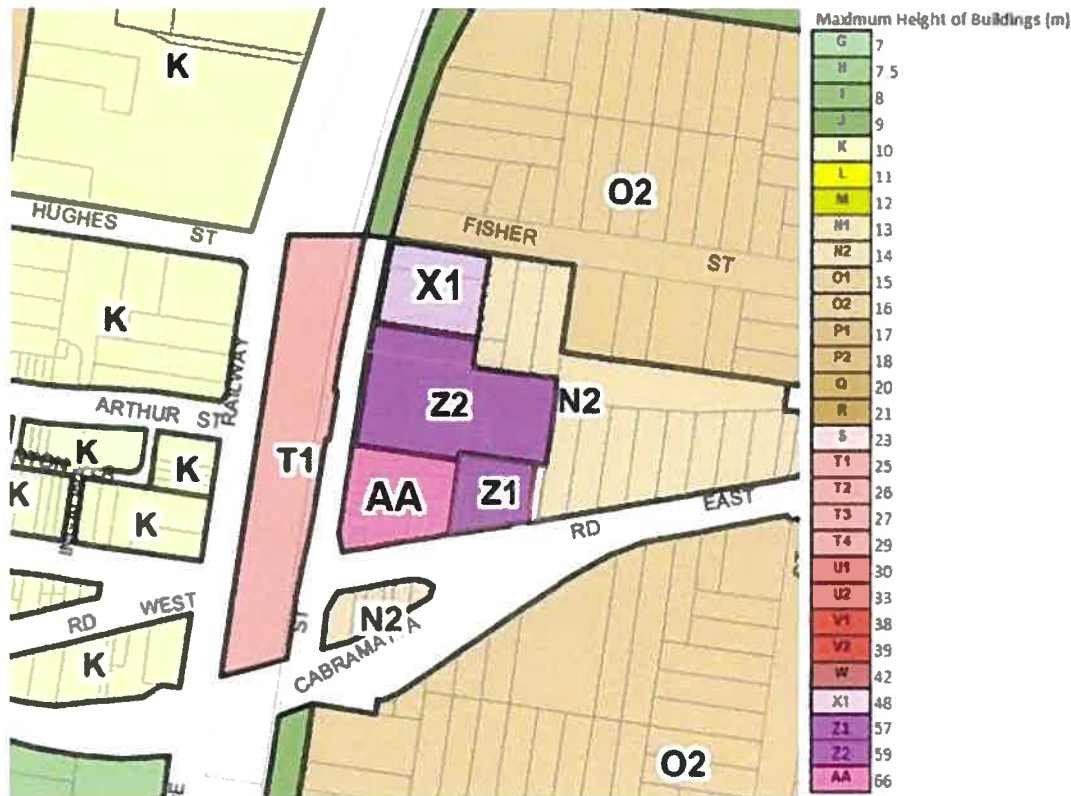 Maximum Height of Buildings (m)
G 7
H 7 5
I 8
J 9
K 10
L 11
M 12
N1 13
N2 14
O1 15
O2 16
P1 17
P2 18
Q 20
R 21
S 23
T1 25
T2 26
T3 27
T4 29
U1 30
U2 33
V1 38
V2 39
W 42
X1 48
Z1 57
Z2 59
AA 66
K
O2
HUGHES ST
FISHER ST
X1
K
RAILWAY
ARTHUR ST
Z2
N2
K
K
T1
K
K
AA
Z1
RD EAST
RD WEST
ST
N2
CABRAMATTA
K
O2